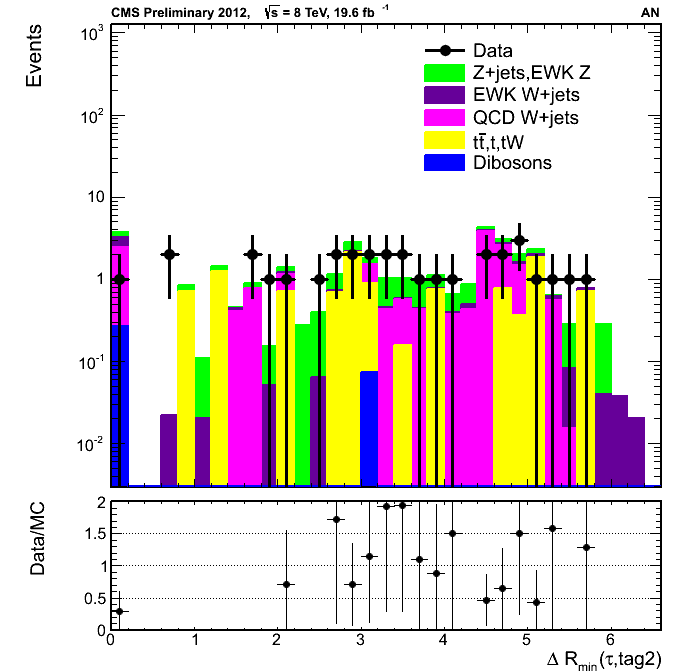 CMS Preliminary 2012, √s = 8 TeV, 19.6 fb⁻¹ AN
Events
10³
10²
10
1
10⁻¹
10⁻²
Data
Z+jets,EWK Z
EWK W+jets
QCD W+jets
tt̄,t,tW
Dibosons
Data/MC
2
1.5
1
0.5
0
0 1 2 3 4 5 6
Δ R_min(τ,tag2)